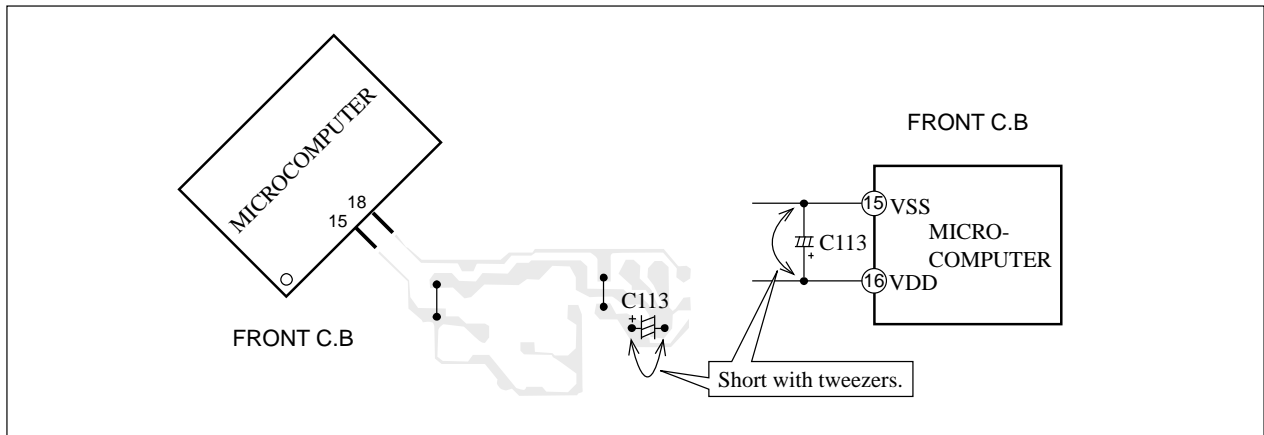 MICROCOMPUTER
18
15
FRONT C.B
C113
+
FRONT C.B
15 VSS
C113
+
MICRO-
COMPUTER
16 VDD
Short with tweezers.